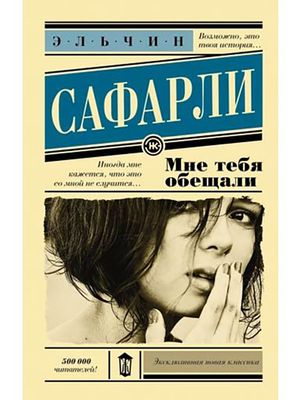 Э · Л · Ь · Ч · И · Н
Возможно, это
твоя история...
САФАРЛИ
Иногда мне
кажется, что это
со мной не случится...
ЭК
Мне тебя
обещали
500 000
читателей!
Эксклюзивная новая классика